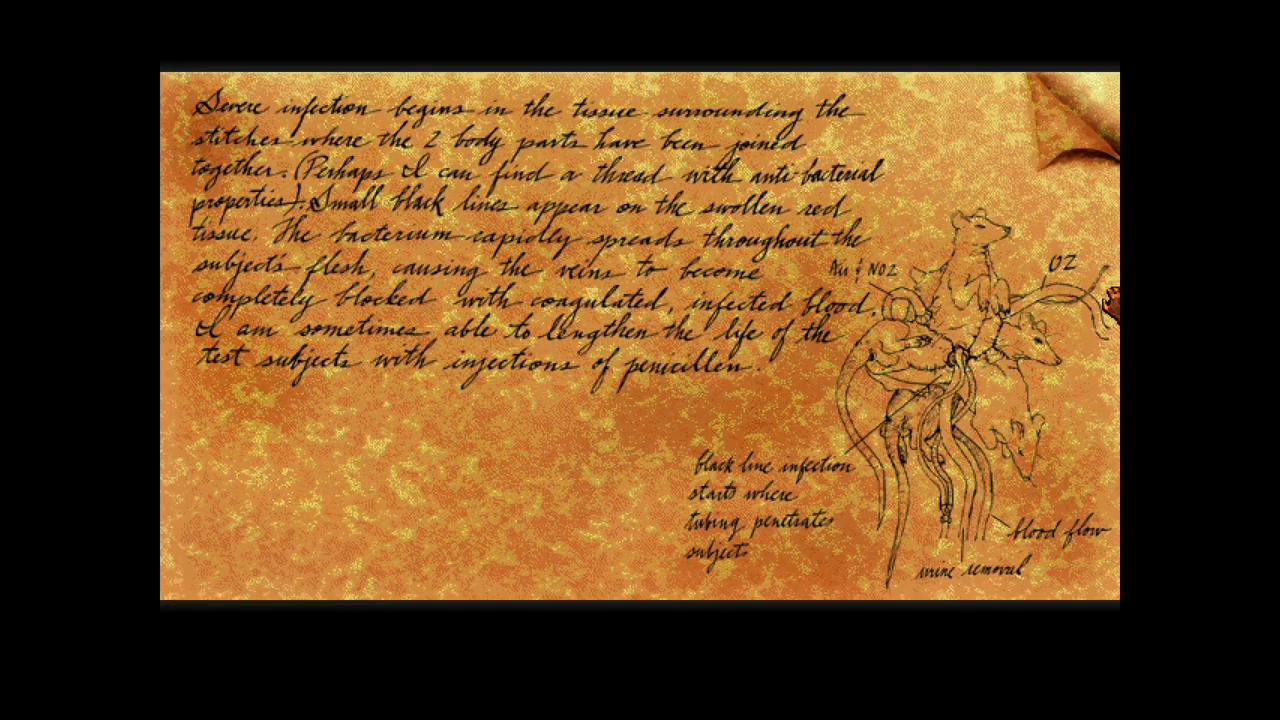 Severe infection begins in the tissue surrounding the
stitches where the 2 body parts have been joined
together. (Perhaps I can find a thread with anti-bacterial
properties). Small black lines appear on the swollen red
tissue. The bacterium rapidly spreads throughout the
subject's flesh, causing the veins to become
completely blocked with coagulated, infected blood.
I am sometimes able to lengthen the life of the
test subjects with injections of penicillen.
NO2
O2
black line infection
starts where
tubing penetrates
subjects
blood flow
urine removal